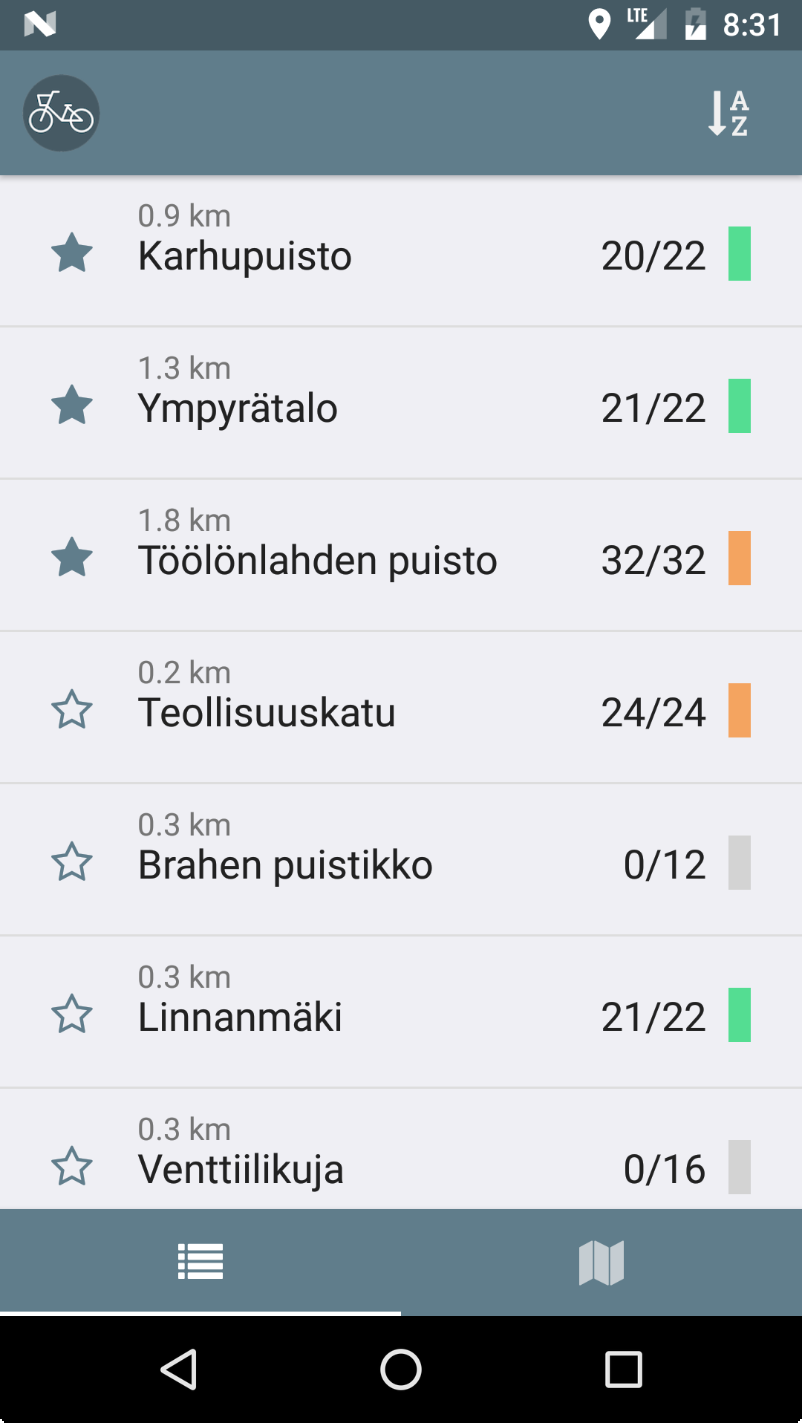 LTE 8:31
A
Z
0.9 km
Karhupuisto 20/22
1.3 km
Ympyrätalo 21/22
1.8 km
Töölönlahden puisto 32/32
0.2 km
Teollisuuskatu 24/24
0.3 km
Brahen puistikko 0/12
0.3 km
Linnanmäki 21/22
0.3 km
Venttiilikuja 0/16